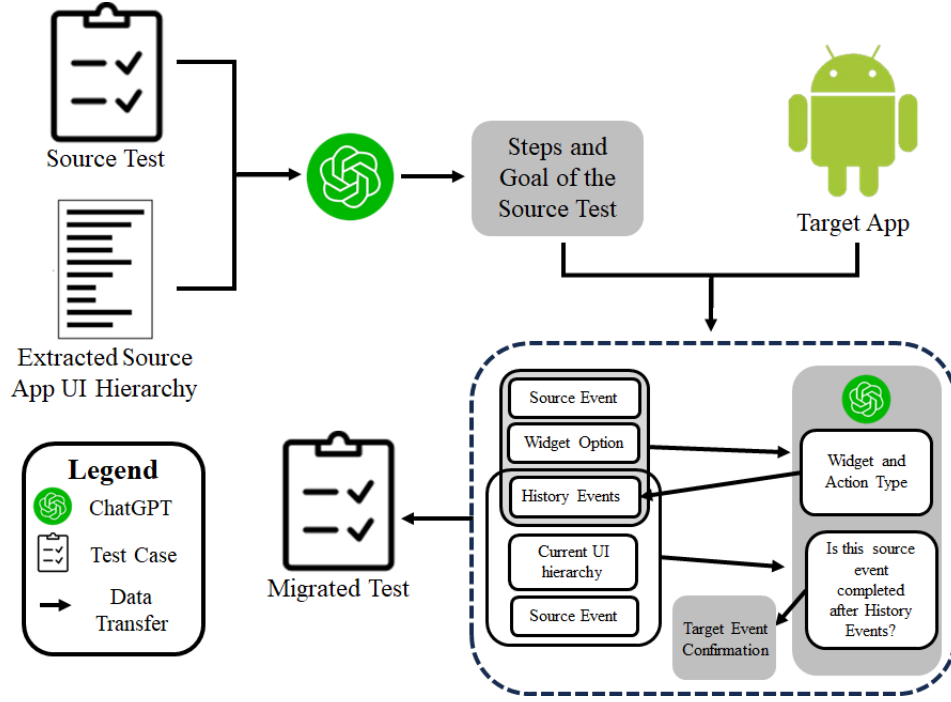 Source Test
Extracted Source
App UI Hierarchy
Steps and
Goal of the
Source Test
Target App
Legend
ChatGPT
Test Case
Data
Transfer
Migrated Test
Source Event
Widget Option
History Events
Current UI
hierarchy
Source Event
Widget and
Action Type
Is this source
event
completed
after History
Events?
Target Event
Confirmation